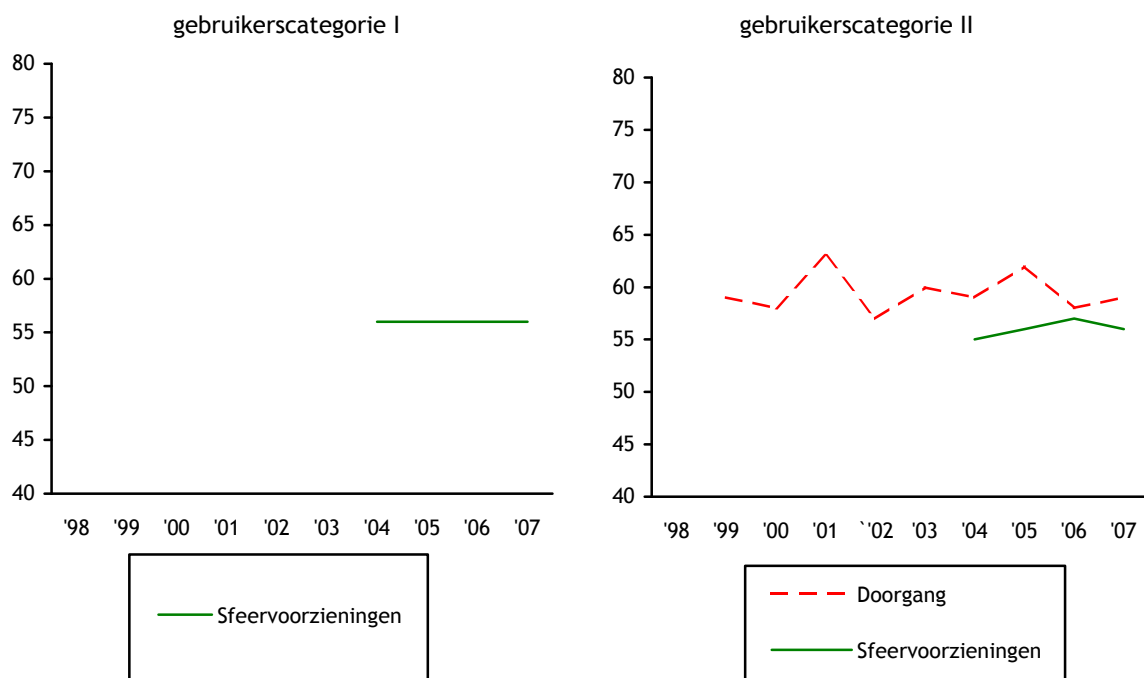 gebruikerscategorie I
80
75
70
65
60
55
50
45
40
'98 '99 '00 '01 '02 '03 '04 '05 '06 '07
Sfeervoorzieningen
gebruikerscategorie II
80
75
70
65
60
55
50
45
40
'98 '99 '00 '01 `'02 '03 '04 '05 '06 '07
Doorgang
Sfeervoorzieningen